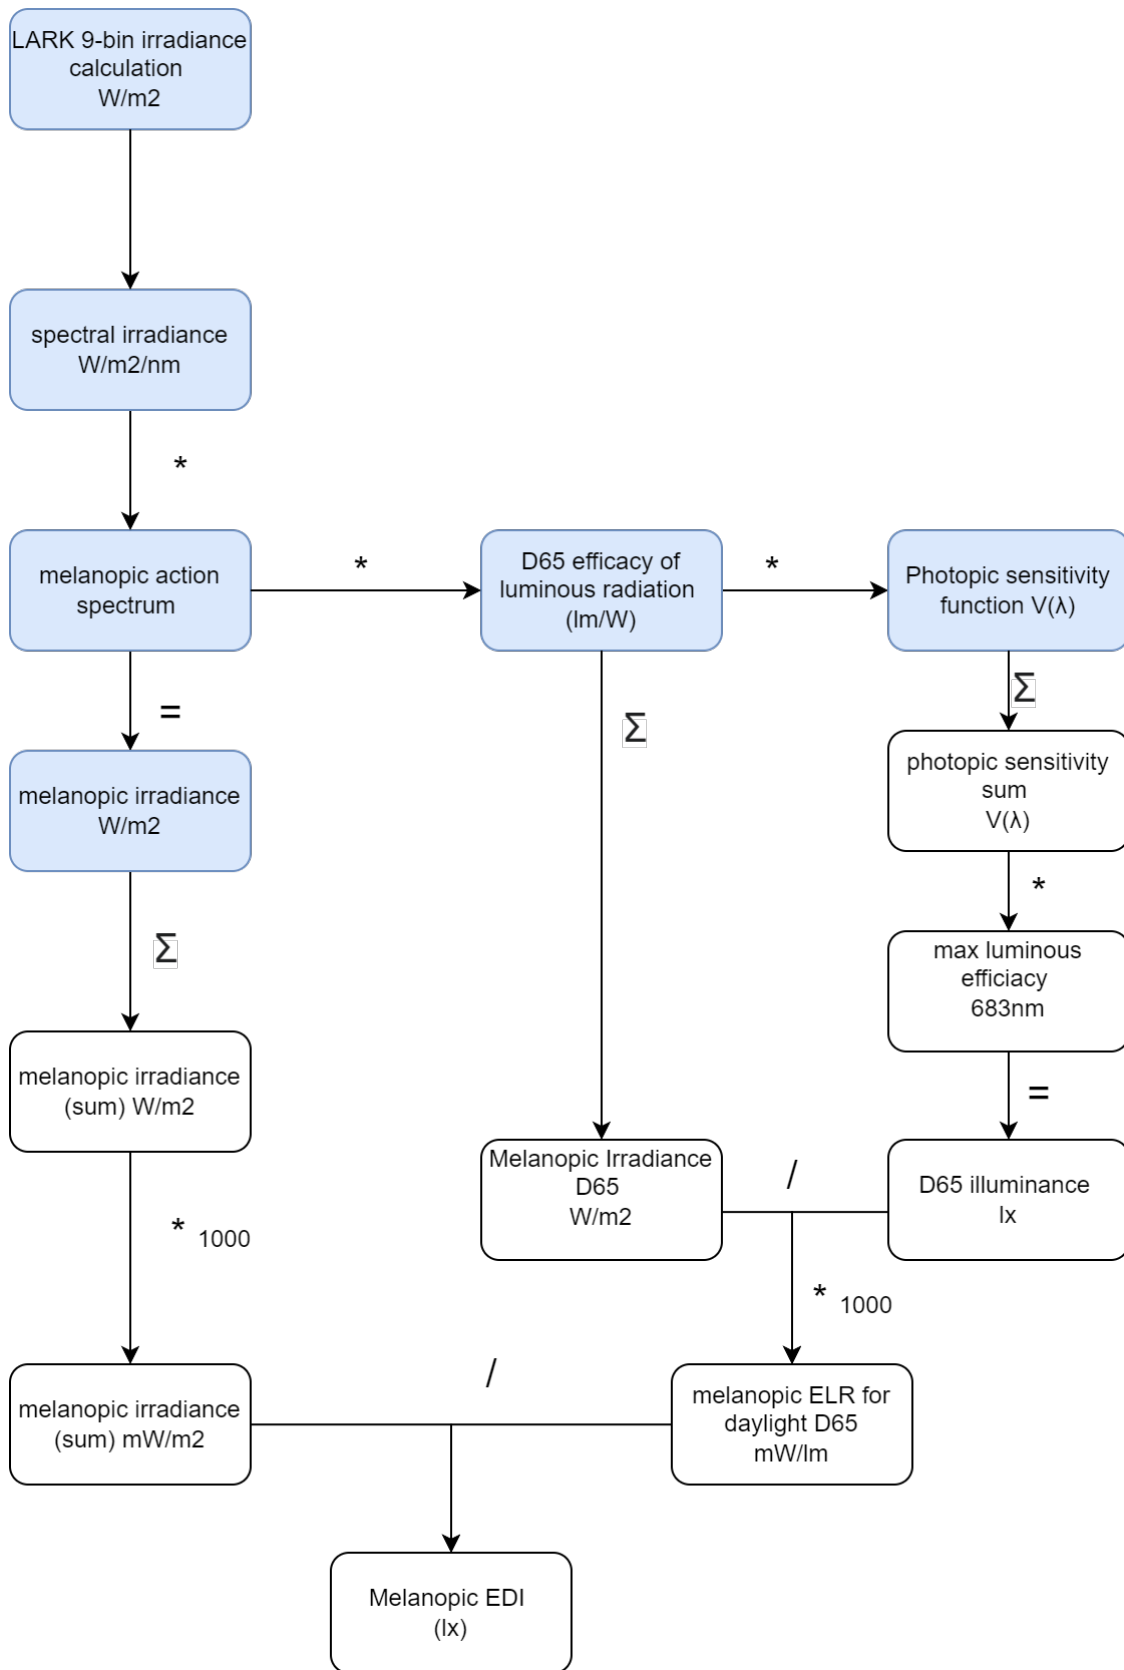 LARK 9-bin irradiance
calculation
W/m2
spectral irradiance
W/m2/nm
*
melanopic action
spectrum
*
D65 efficacy of
luminous radiation
(lm/W)
*
Photopic sensitivity
function V(λ)
=
Σ
Σ
melanopic irradiance
W/m2
photopic sensitivity
sum
V(λ)
*
Σ
max luminous
efficiacy
683nm
=
melanopic irradiance
(sum) W/m2
Melanopic Irradiance
D65
W/m2
/
D65 illuminance
lx
* 1000
* 1000
melanopic irradiance
(sum) mW/m2
/
melanopic ELR for
daylight D65
mW/lm
Melanopic EDI
(lx)